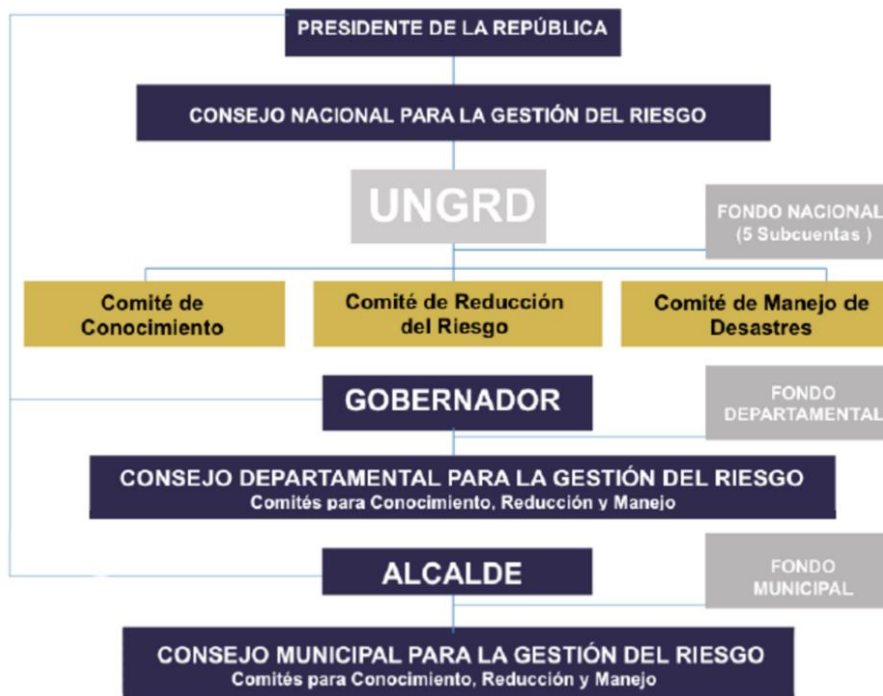 PRESIDENTE DE LA REPÚBLICA
CONSEJO NACIONAL PARA LA GESTIÓN DEL RIESGO
UNGRD
FONDO NACIONAL
(5 Subcuentas )
Comité de
Conocimiento
Comité de Reducción
del Riesgo
Comité de Manejo de
Desastres
GOBERNADOR
FONDO
DEPARTAMENTAL
CONSEJO DEPARTAMENTAL PARA LA GESTIÓN DEL RIESGO
Comités para Conocimiento, Reducción y Manejo
ALCALDE
FONDO
MUNICIPAL
CONSEJO MUNICIPAL PARA LA GESTIÓN DEL RIESGO
Comités para Conocimiento, Reducción y Manejo